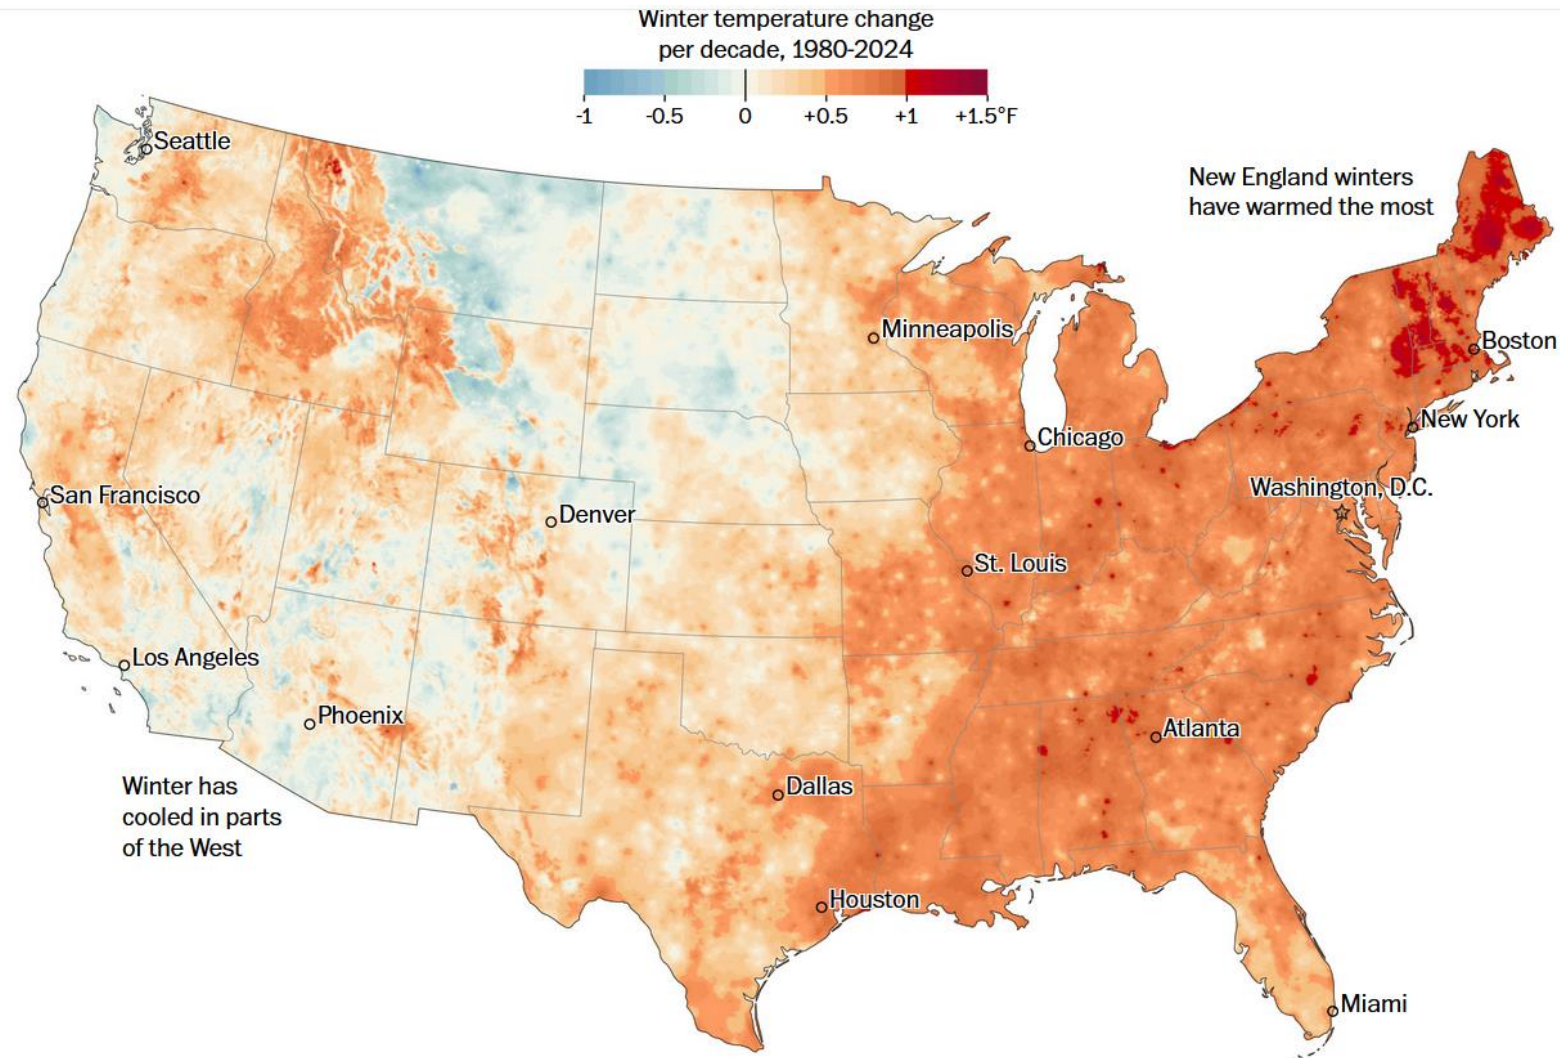 Winter temperature change
per decade, 1980-2024
-1 -0.5 0 +0.5 +1 +1.5°F
Seattle
New England winters
have warmed the most
Minneapolis
Boston
New York
Chicago
Washington, D.C.
San Francisco
Denver
St. Louis
Los Angeles
Phoenix
Atlanta
Winter has
cooled in parts
of the West
Dallas
Houston
Miami